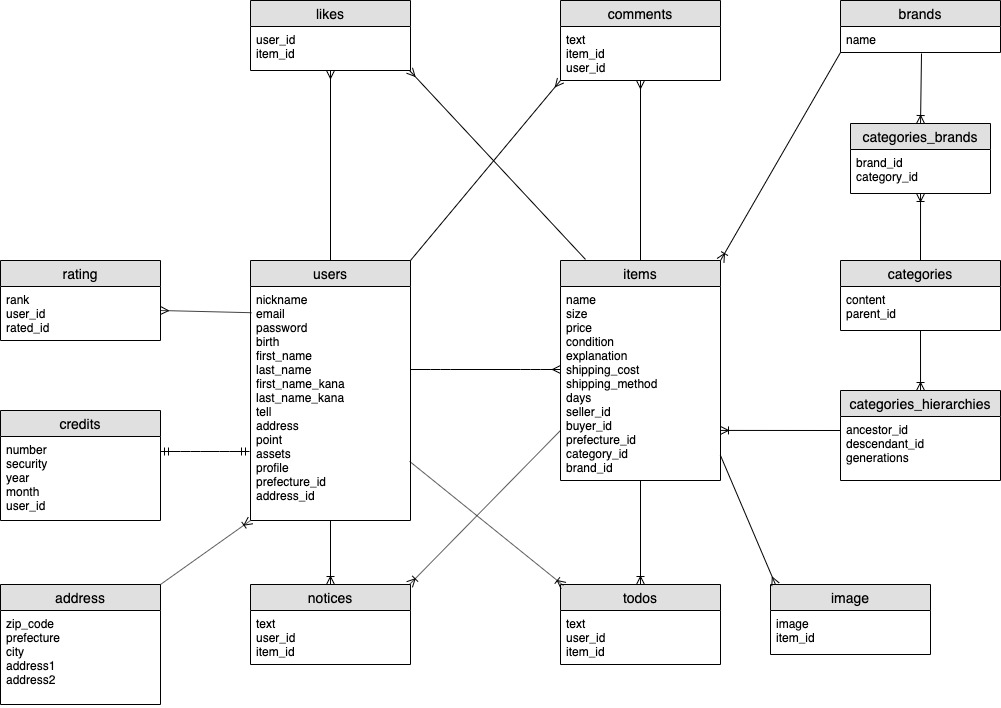 likes
user_id
item_id
comments
text
item_id
user_id
brands
name
categories_brands
brand_id
category_id
rating
rank
user_id
rated_id
users
nickname
email
password
birth
first_name
last_name
first_name_kana
last_name_kana
tell
address
point
assets
profile
prefecture_id
address_id
items
name
size
price
condition
explanation
shipping_cost
shipping_method
days
seller_id
buyer_id
prefecture_id
category_id
brand_id
categories
content
parent_id
categories_hierarchies
ancestor_id
descendant_id
generations
credits
number
security
year
month
user_id
address
zip_code
prefecture
city
address1
address2
notices
text
user_id
item_id
todos
text
user_id
item_id
image
image
item_id